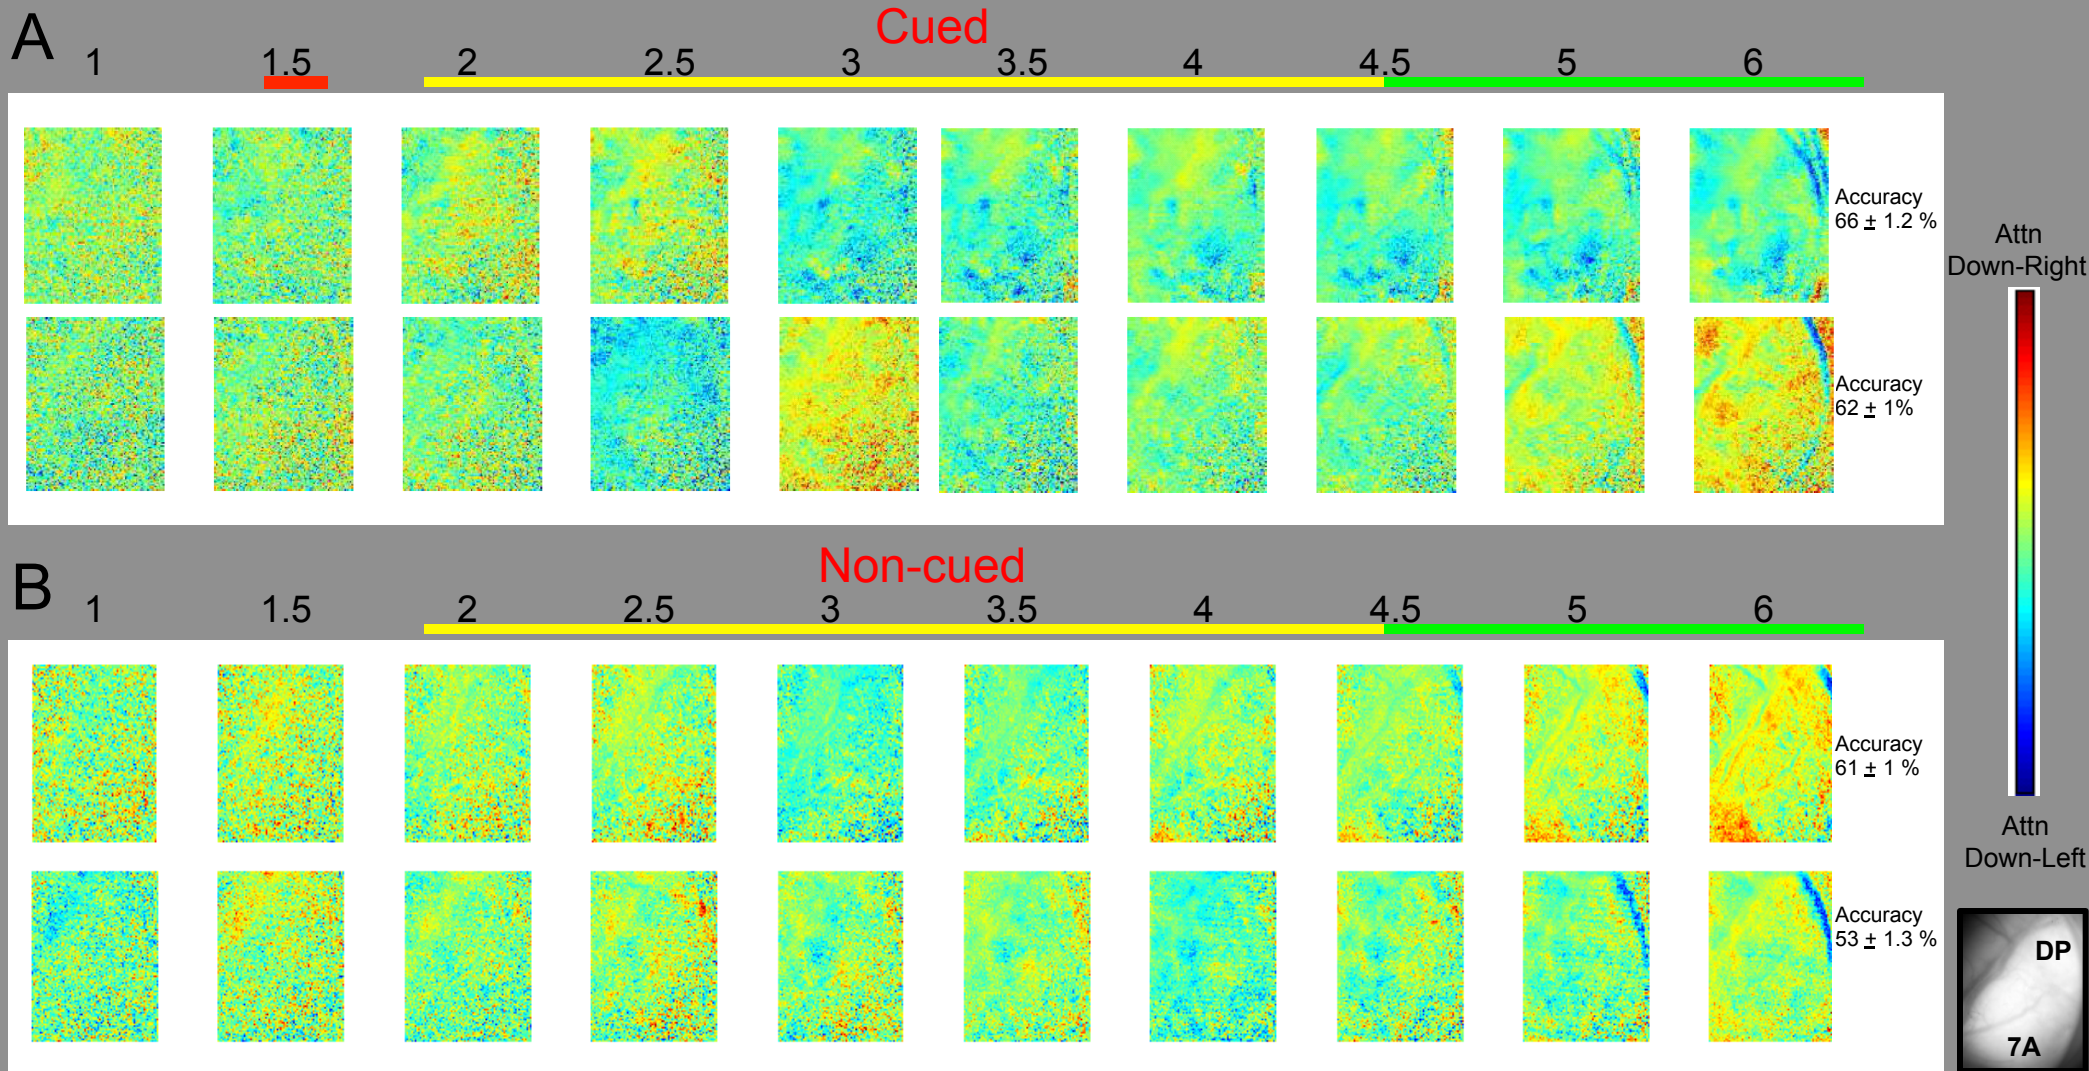 A
Cued
1 1.5 2 2.5 3 3.5 4 4.5 5 6
Accuracy
66 ± 1.2 %
Accuracy
62 ± 1%
B
Non-cued
1 1.5 2 2.5 3 3.5 4 4.5 5 6
Accuracy
61 ± 1 %
Accuracy
53 ± 1.3 %
Attn
Down-Right
Attn
Down-Left
DP
7A